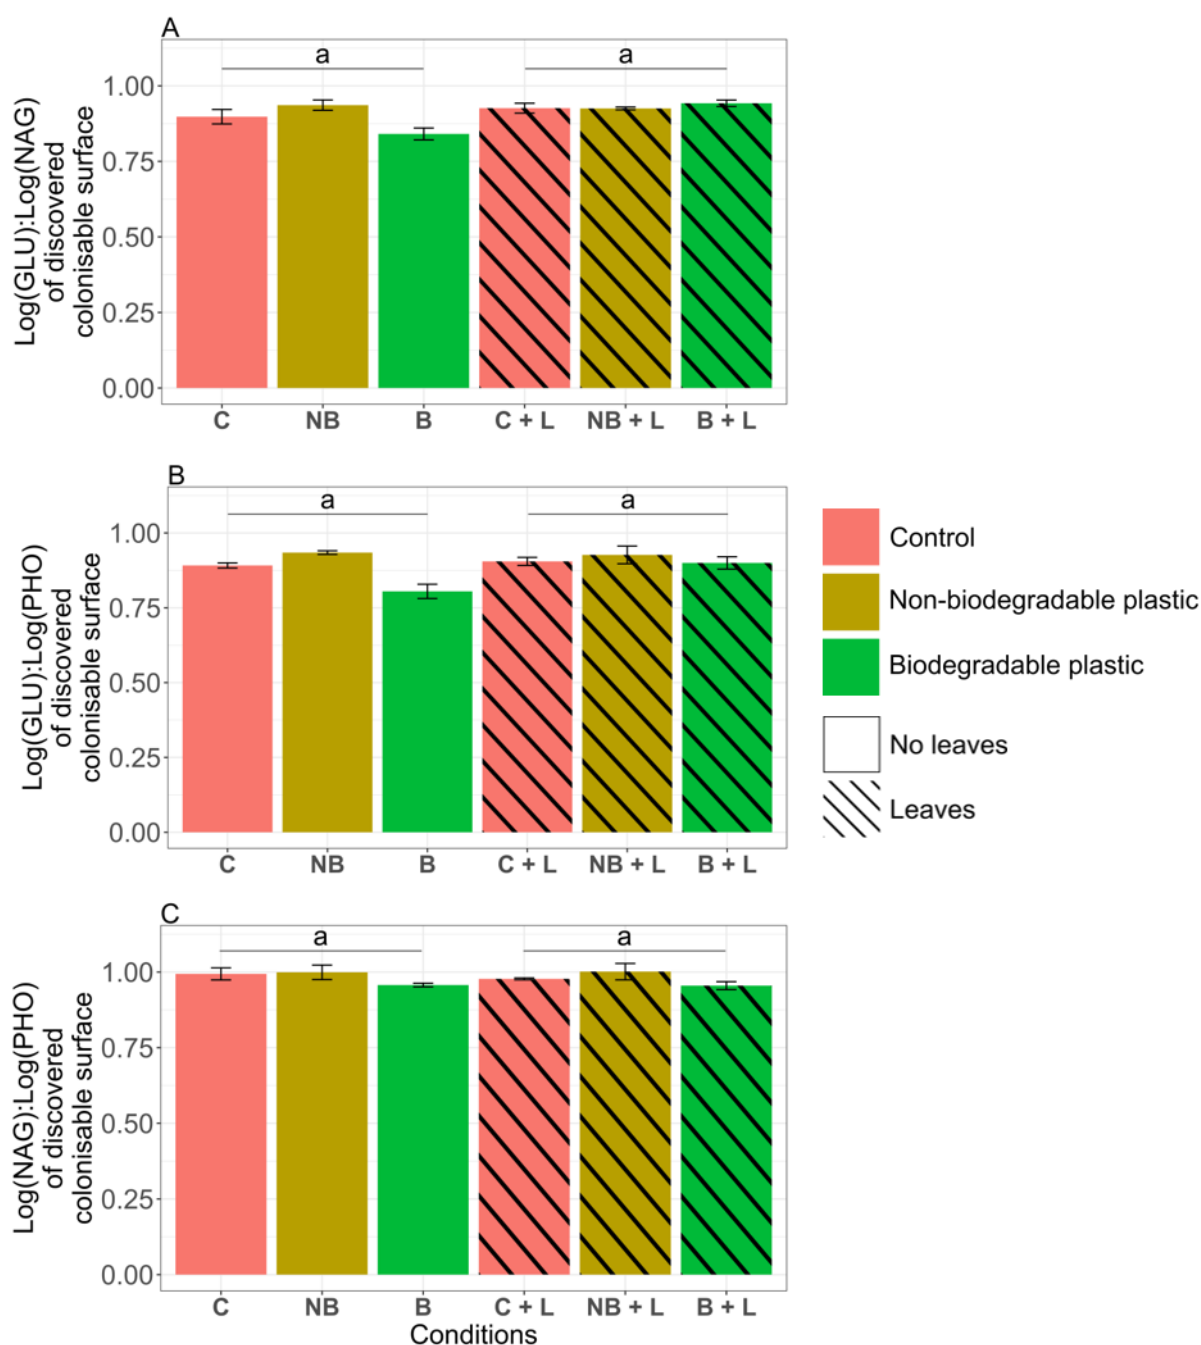 A
Log(GLU):Log(NAG)
of discovered
colonisable surface
1.00
0.75
0.50
0.25
0.00
a
a
C
NB
B
C + L
NB + L
B + L
B
Log(GLU):Log(PHO)
of discovered
colonisable surface
1.00
0.75
0.50
0.25
0.00
a
a
C
NB
B
C + L
NB + L
B + L
Control
Non-biodegradable plastic
Biodegradable plastic
No leaves
Leaves
C
Log(NAG):Log(PHO)
of discovered
colonisable surface
1.00
0.75
0.50
0.25
0.00
a
a
C
NB
B
C + L
NB + L
B + L
Conditions